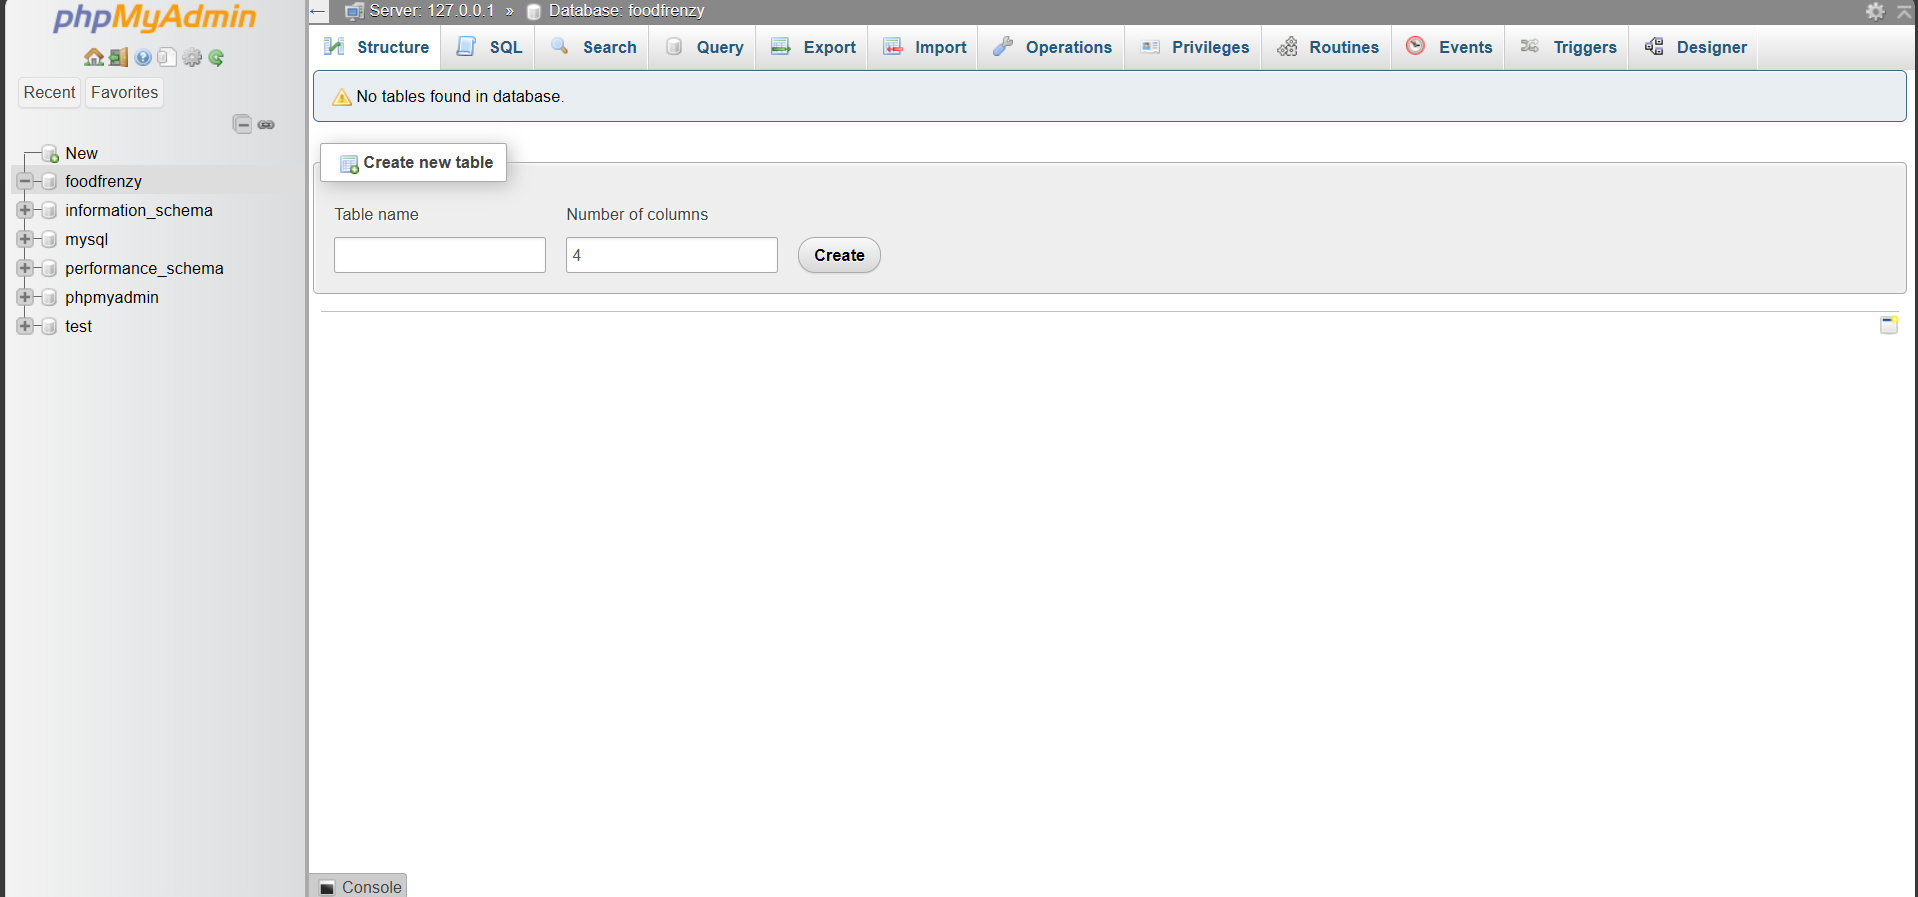 phpMyAdmin
Recent Favorites
New
foodfrenzy
information_schema
mysql
performance_schema
phpmyadmin
test
Server: 127.0.0.1 » Database: foodfrenzy
Structure SQL Search Query Export Import Operations Privileges Routines Events Triggers Designer
No tables found in database.
Create new table
Table name Number of columns
4 Create
Console